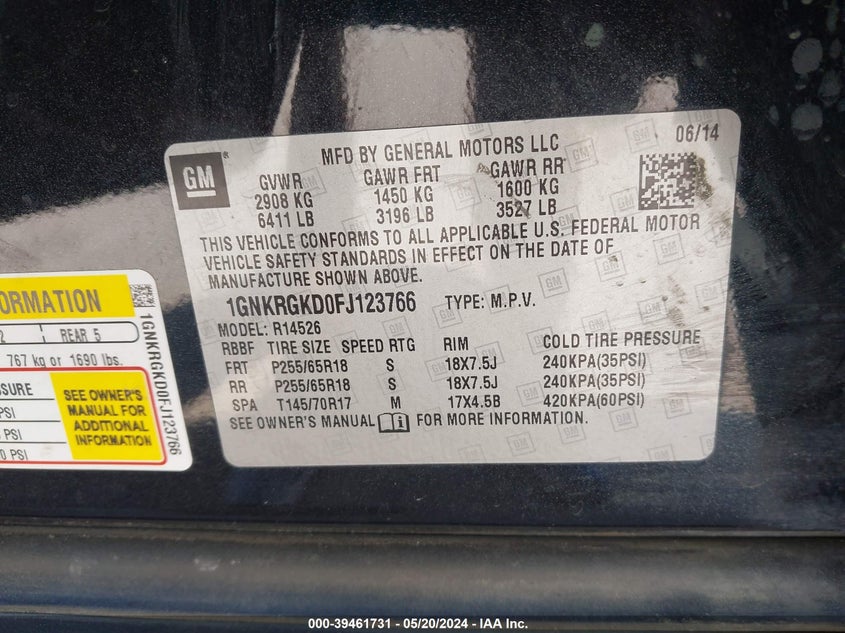 MFD BY GENERAL MOTORS LLC
06/14
GM
GVWR GAWR FRT GAWR RR
2908 KG 1450 KG 1600 KG
6411 LB 3196 LB 3527 LB
THIS VEHICLE CONFORMS TO ALL APPLICABLE U.S. FEDERAL MOTOR
VEHICLE SAFETY STANDARDS IN EFFECT ON THE DATE OF
MANUFACTURE SHOWN ABOVE.
1GNKRGKD0FJ123766 TYPE: M.P.V.
MODEL: R14526
RBBF TIRE SIZE SPEED RTG RIM COLD TIRE PRESSURE
FRT P255/65R18 S 18X7.5J 240KPA(35PSI)
RR P255/65R18 S 18X7.5J 240KPA(35PSI)
SPA T145/70R17 M 17X4.5B 420KPA(60PSI)
SEE OWNER'S MANUAL FOR MORE INFORMATION.
REAR 5
767 kg or 1690 lbs.
PSI
PSI
PSI
SEE OWNER'S
MANUAL FOR
ADDITIONAL
INFORMATION
1GNKRGKD0FJ123766
000-39461731 - 05/20/2024 - IAA Inc.